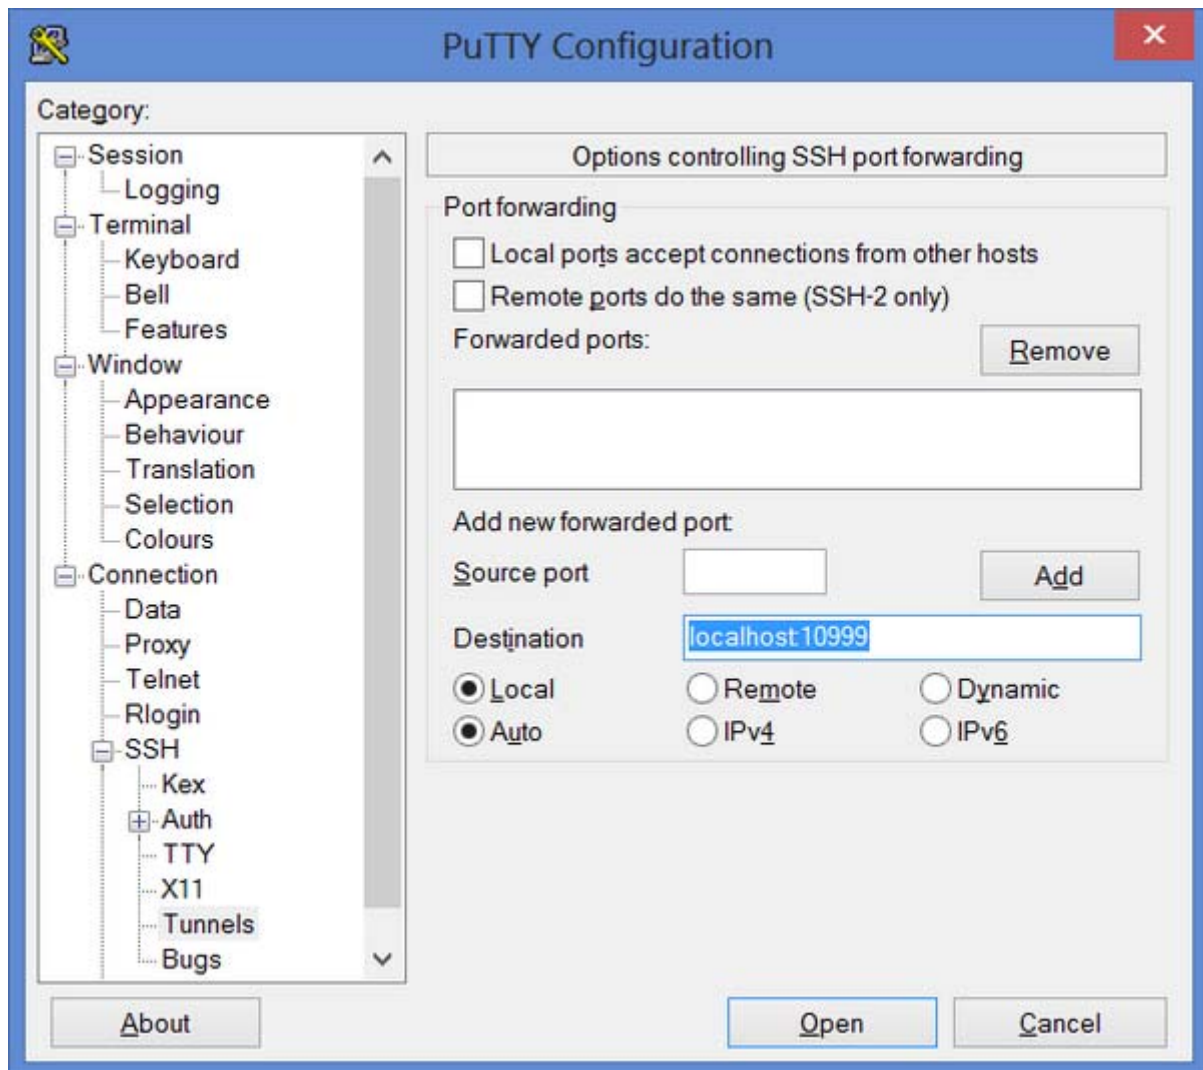 PuTTY Configuration
Category:
Session
Logging
Terminal
Keyboard
Bell
Features
Window
Appearance
Behaviour
Translation
Selection
Colours
Connection
Data
Proxy
Telnet
Rlogin
SSH
Kex
Auth
TTY
X11
Tunnels
Bugs
Options controlling SSH port forwarding
Port forwarding
Local ports accept connections from other hosts
Remote ports do the same (SSH-2 only)
Forwarded ports:
Remove
Add new forwarded port:
Source port
Add
Destination localhost:10999
Local Remote Dynamic
Auto IPv4 IPv6
About Open Cancel